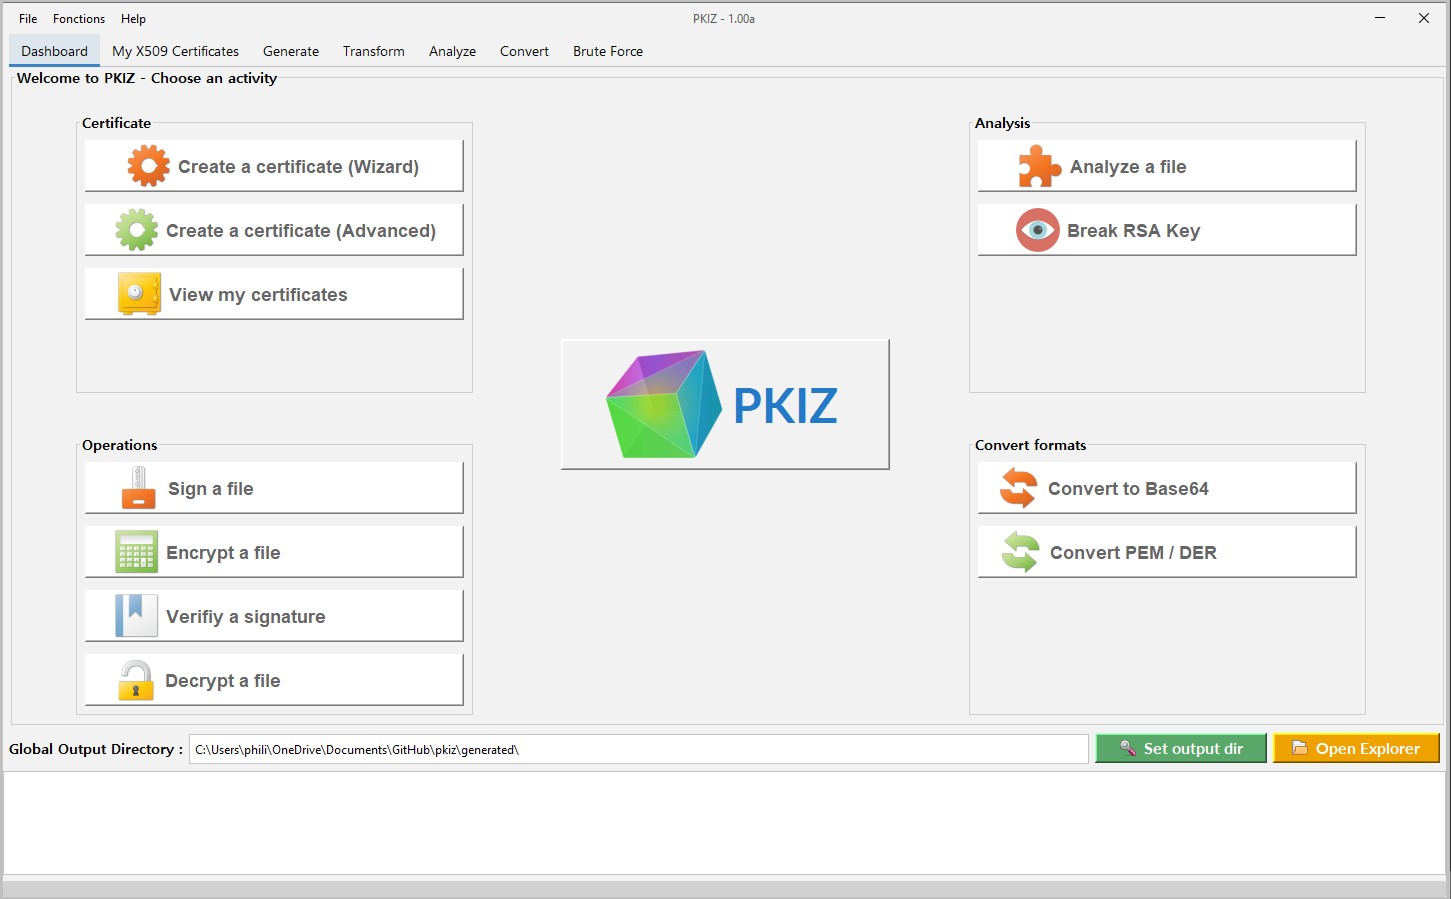 File Fonctions Help
PKIZ - 1.00a
Dashboard My X509 Certificates Generate Transform Analyze Convert Brute Force
Welcome to PKIZ - Choose an activity
Certificate
Create a certificate (Wizard)
Create a certificate (Advanced)
View my certificates
Operations
Sign a file
Encrypt a file
Verifiy a signature
Decrypt a file
PKIZ
Analysis
Analyze a file
Break RSA Key
Convert formats
Convert to Base64
Convert PEM / DER
Global Output Directory : C:\Users\phili\OneDrive\Documents\GitHub\pkiz\generated\ Set output dir Open Explorer